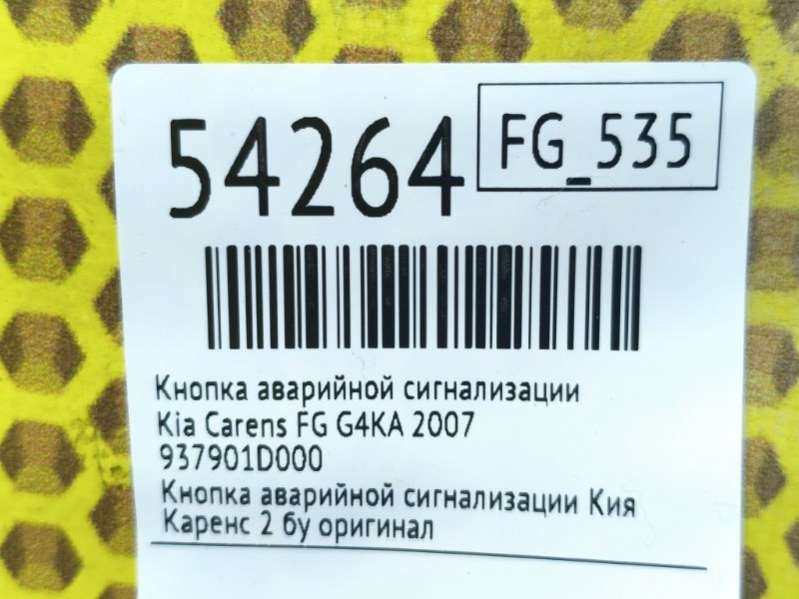 54264
FG_535
Кнопка аварийной сигнализации
Kia Carens FG G4KA 2007
937901D000
Кнопка аварийной сигнализации Кия
Каренс 2 бу оригинал